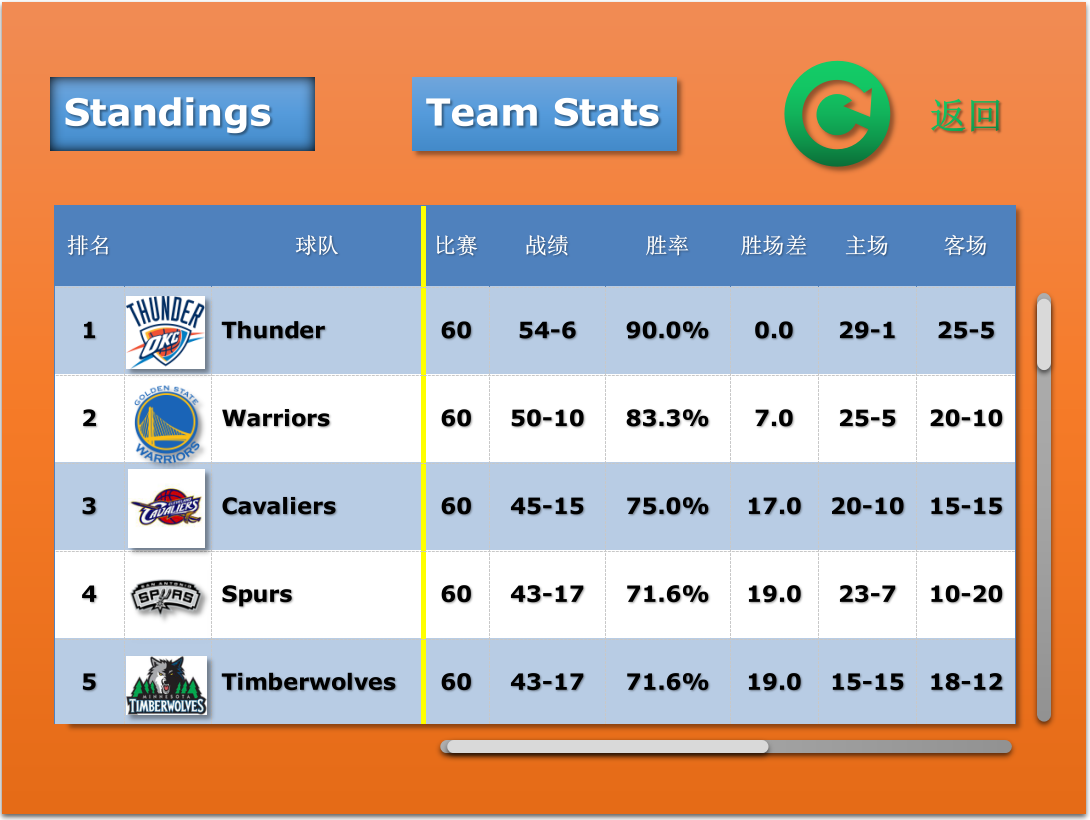 Standings Team Stats 返回
排名 球队 比赛 战绩 胜率 胜场差 主场 客场
1 THUNDER OKC Thunder 60 54-6 90.0% 0.0 29-1 25-5
2 GOLDEN STATE WARRIORS Warriors 60 50-10 83.3% 7.0 25-5 20-10
3 CAVALIERS Cavaliers 60 45-15 75.0% 17.0 20-10 15-15
4 SAN ANTONIO SPURS Spurs 60 43-17 71.6% 19.0 23-7 10-20
5 MINNESOTA TIMBERWOLVES Timberwolves 60 43-17 71.6% 19.0 15-15 18-12